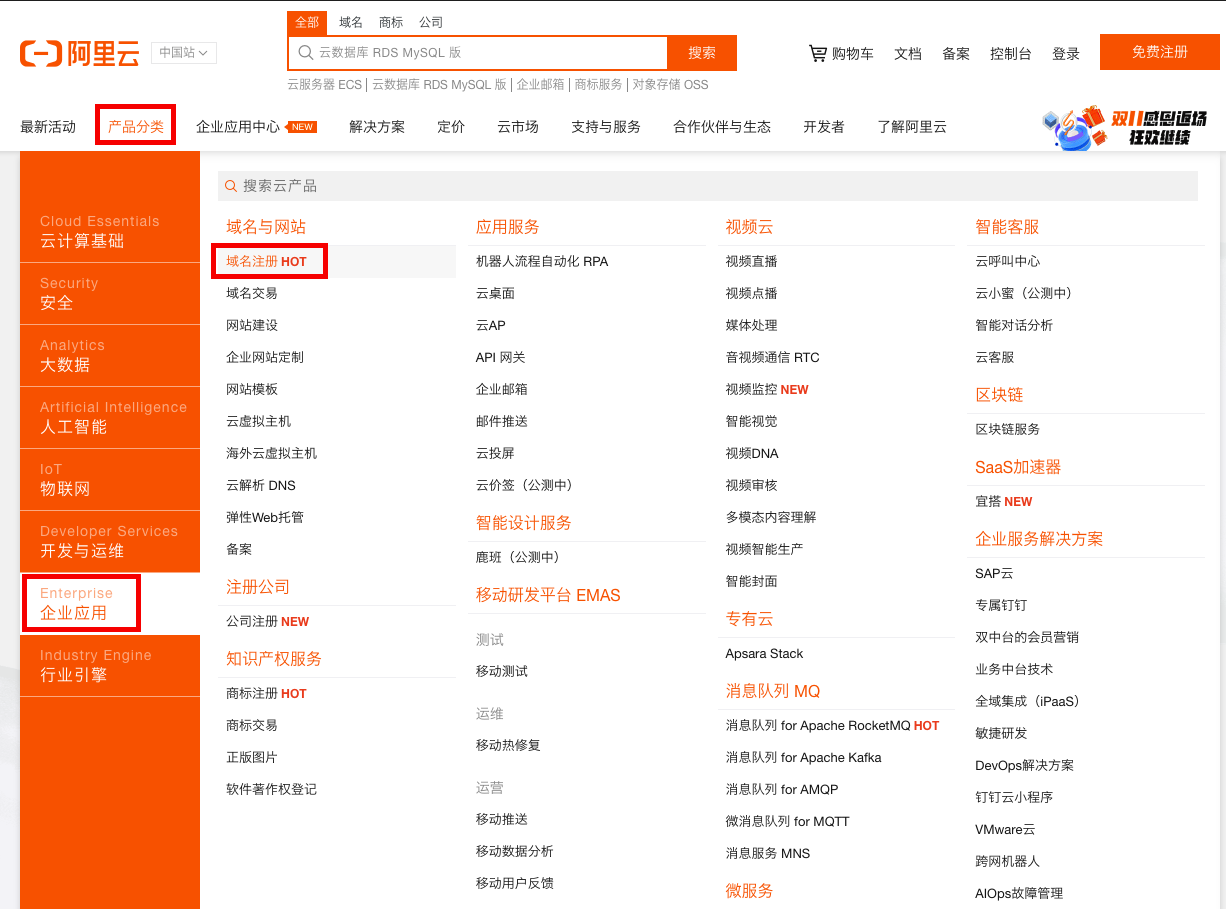 全部 域名 商标 公司
阿里云 中国站
云数据库 RDS MySQL 版 搜索
购物车 文档 备案 控制台 登录 免费注册
云服务器 ECS | 云数据库 RDS MySQL 版 | 企业邮箱 | 商标服务 | 对象存储 OSS
最新活动 产品分类 企业应用中心 NEW 解决方案 定价 云市场 支持与服务 合作伙伴与生态 开发者 了解阿里云
双11感恩返场
狂欢继续
Cloud Essentials
云计算基础
Security
安全
Analytics
大数据
Artificial Intelligence
人工智能
IoT
物联网
Developer Services
开发与运维
Enterprise
企业应用
Industry Engine
行业引擎
搜索云产品
域名与网站
域名注册 HOT
域名交易
网站建设
企业网站定制
网站模板
云虚拟主机
海外云虚拟主机
云解析 DNS
弹性Web托管
备案
注册公司
公司注册 NEW
知识产权服务
商标注册 HOT
商标交易
正版图片
软件著作权登记
应用服务
机器人流程自动化 RPA
云桌面
云AP
API 网关
企业邮箱
邮件推送
云投屏
云价签（公测中）
智能设计服务
鹿班（公测中）
移动研发平台 EMAS
测试
移动测试
运维
移动热修复
运营
移动推送
移动数据分析
移动用户反馈
视频云
视频直播
视频点播
媒体处理
音视频通信 RTC
视频监控 NEW
智能视觉
视频DNA
视频审核
多模态内容理解
视频智能生产
智能封面
专有云
Apsara Stack
消息队列 MQ
消息队列 for Apache RocketMQ HOT
消息队列 for Apache Kafka
消息队列 for AMQP
微消息队列 for MQTT
消息服务 MNS
微服务
智能客服
云呼叫中心
云小蜜（公测中）
智能对话分析
云客服
区块链
区块链服务
SaaS加速器
宜搭 NEW
企业服务解决方案
SAP云
专属钉钉
双中台的会员营销
业务中台技术
全域集成（iPaaS）
敏捷研发
DevOps解决方案
钉钉云小程序
VMware云
跨网机器人
AIOps故障管理